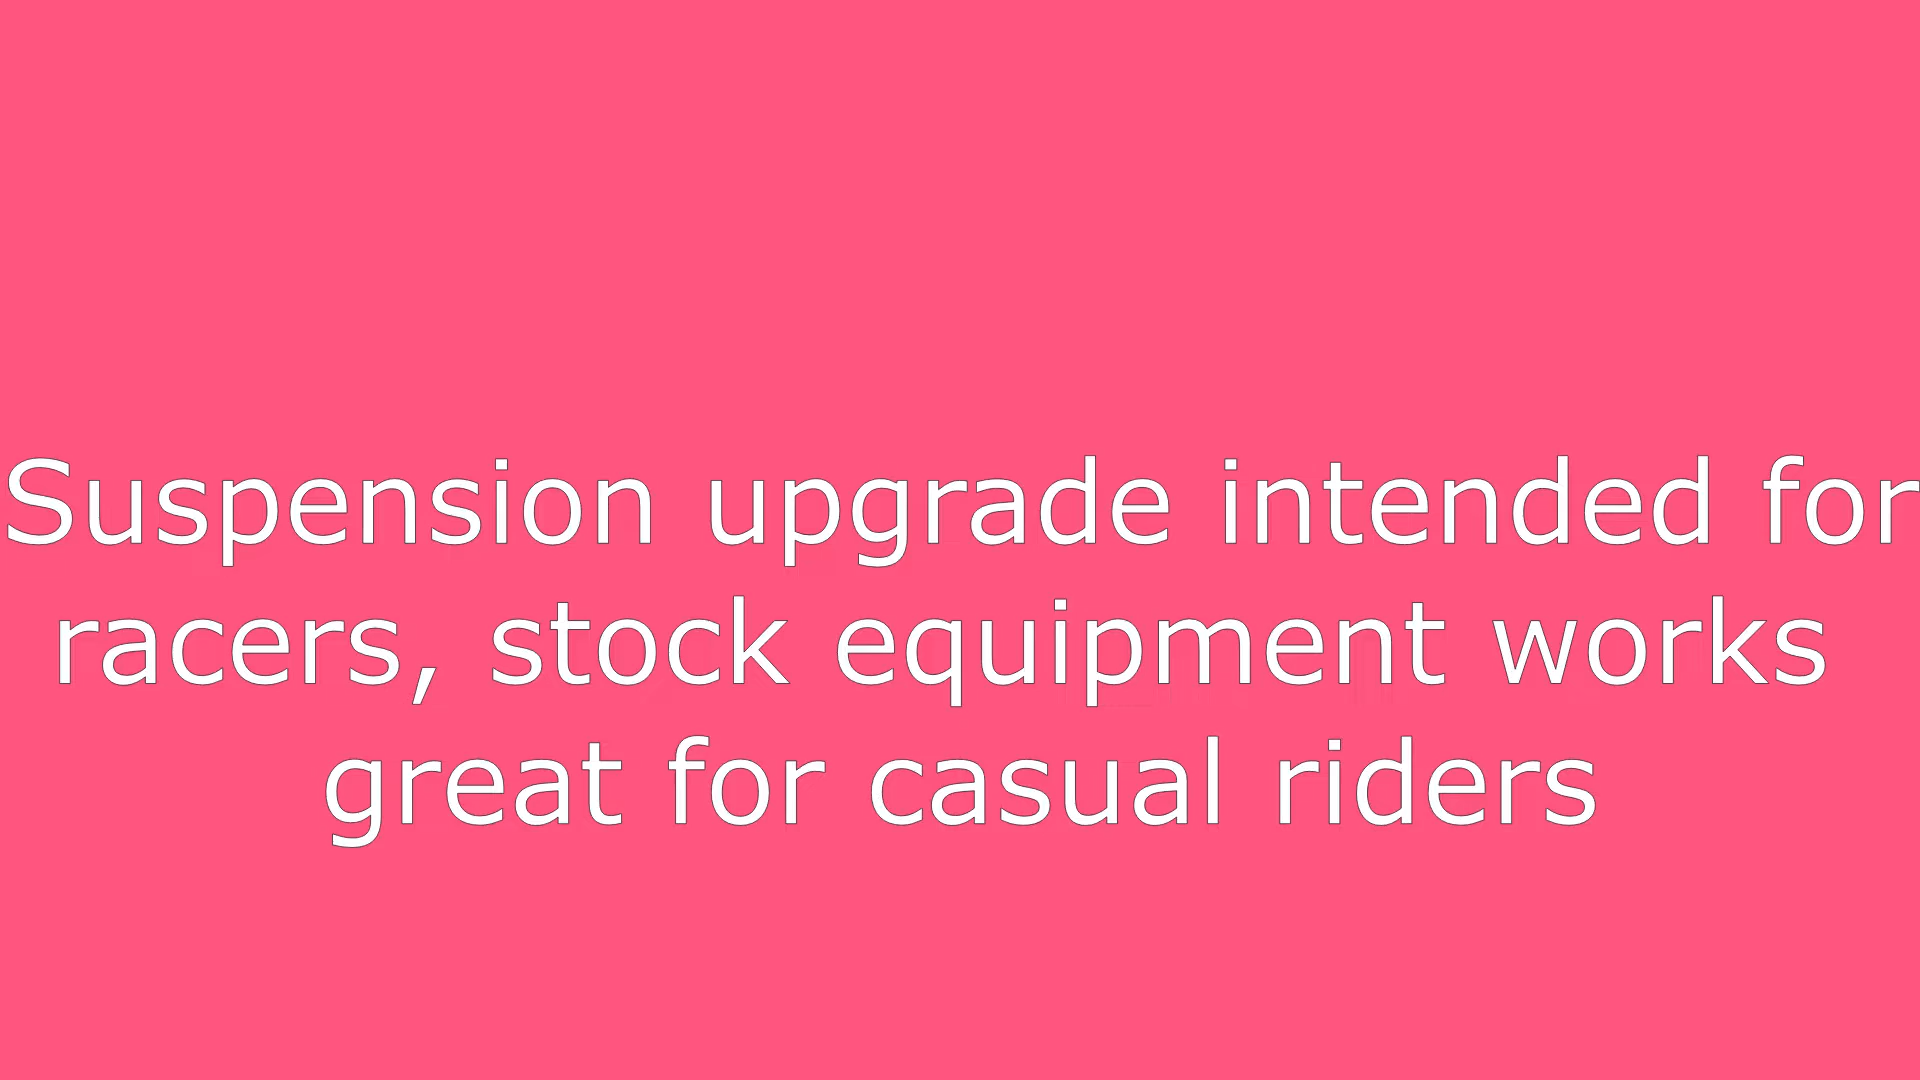 Suspension upgrade intended for
racers, stock equipment works
great for casual riders